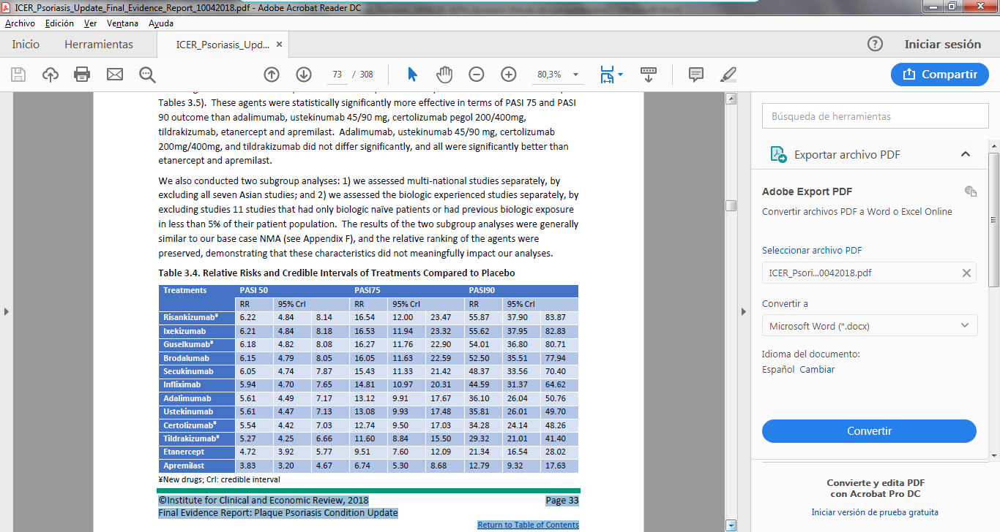 ICER_Psoriasis_Update_Final_Evidence_Report_10042018.pdf - Adobe Acrobat Reader DC
Archivo Edición Ver Ventana Ayuda
Inicio Herramientas ICER_Psoriasis_Upd... × Iniciar sesión
73 / 308 80,3% Compartir
Tables 3.5). These agents were statistically significantly more effective in terms of PASI 75 and PASI
90 outcome than adalimumab, ustekinumab 45/90 mg, certolizumab pegol 200/400mg,
tildrakizumab, etanercept and apremilast. Adalimumab, ustekinumab 45/90 mg, certolizumab
200mg/400mg, and tildrakizumab did not differ significantly, and all were significantly better than
etanercept and apremilast.
We also conducted two subgroup analyses: 1) we assessed multi-national studies separately, by
excluding all seven Asian studies; and 2) we assessed the biologic experienced studies separately, by
excluding studies 11 studies that had only biologic naïve patients or had previous biologic exposure
in less than 5% of their patient population. The results of the two subgroup analyses were generally
similar to our base case NMA (see Appendix F), and the relative ranking of the agents were
preserved, demonstrating that these characteristics did not meaningfully impact our analyses.
Table 3.4. Relative Risks and Credible Intervals of Treatments Compared to Placebo
Treatments PASI 50 PASI75 PASI90
RR 95% CrI RR 95% CrI RR 95% CrI
Risankizumab¥ 6.22 4.84 8.14 16.54 12.00 23.47 55.87 37.90 83.87
Ixekizumab 6.21 4.84 8.18 16.53 11.94 23.32 55.62 37.95 82.83
Guselkumab¥ 6.18 4.82 8.08 16.27 11.76 22.90 54.01 36.80 80.71
Brodalumab 6.15 4.79 8.05 16.05 11.63 22.59 52.50 35.51 77.94
Secukinumab 6.05 4.74 7.87 15.43 11.33 21.42 48.37 33.56 70.40
Infliximab 5.94 4.70 7.65 14.81 10.97 20.31 44.59 31.37 64.62
Adalimumab 5.61 4.49 7.17 13.12 9.91 17.67 36.10 26.04 50.76
Ustekinumab 5.61 4.47 7.13 13.08 9.93 17.48 35.81 26.01 49.70
Certolizumab¥ 5.54 4.42 7.03 12.74 9.50 17.03 34.28 24.14 48.26
Tildrakizumab¥ 5.27 4.25 6.66 11.60 8.84 15.50 29.32 21.01 41.40
Etanercept 4.72 3.92 5.77 9.51 7.60 12.09 21.34 16.54 28.02
Apremilast 3.83 3.20 4.67 6.74 5.30 8.68 12.79 9.32 17.63
¥New drugs; CrI: credible interval
©Institute for Clinical and Economic Review, 2018 Page 33
Final Evidence Report: Plaque Psoriasis Condition Update
Return to Table of Contents
Búsqueda de herramientas
Exportar archivo PDF
Adobe Export PDF
Convertir archivos PDF a Word o Excel Online
Seleccionar archivo PDF
ICER_Psori...0042018.pdf
Convertir a
Microsoft Word (*.docx)
Idioma del documento:
Español Cambiar
Convertir
Convierte y edita PDF
con Acrobat Pro DC
Iniciar versión de prueba gratuita